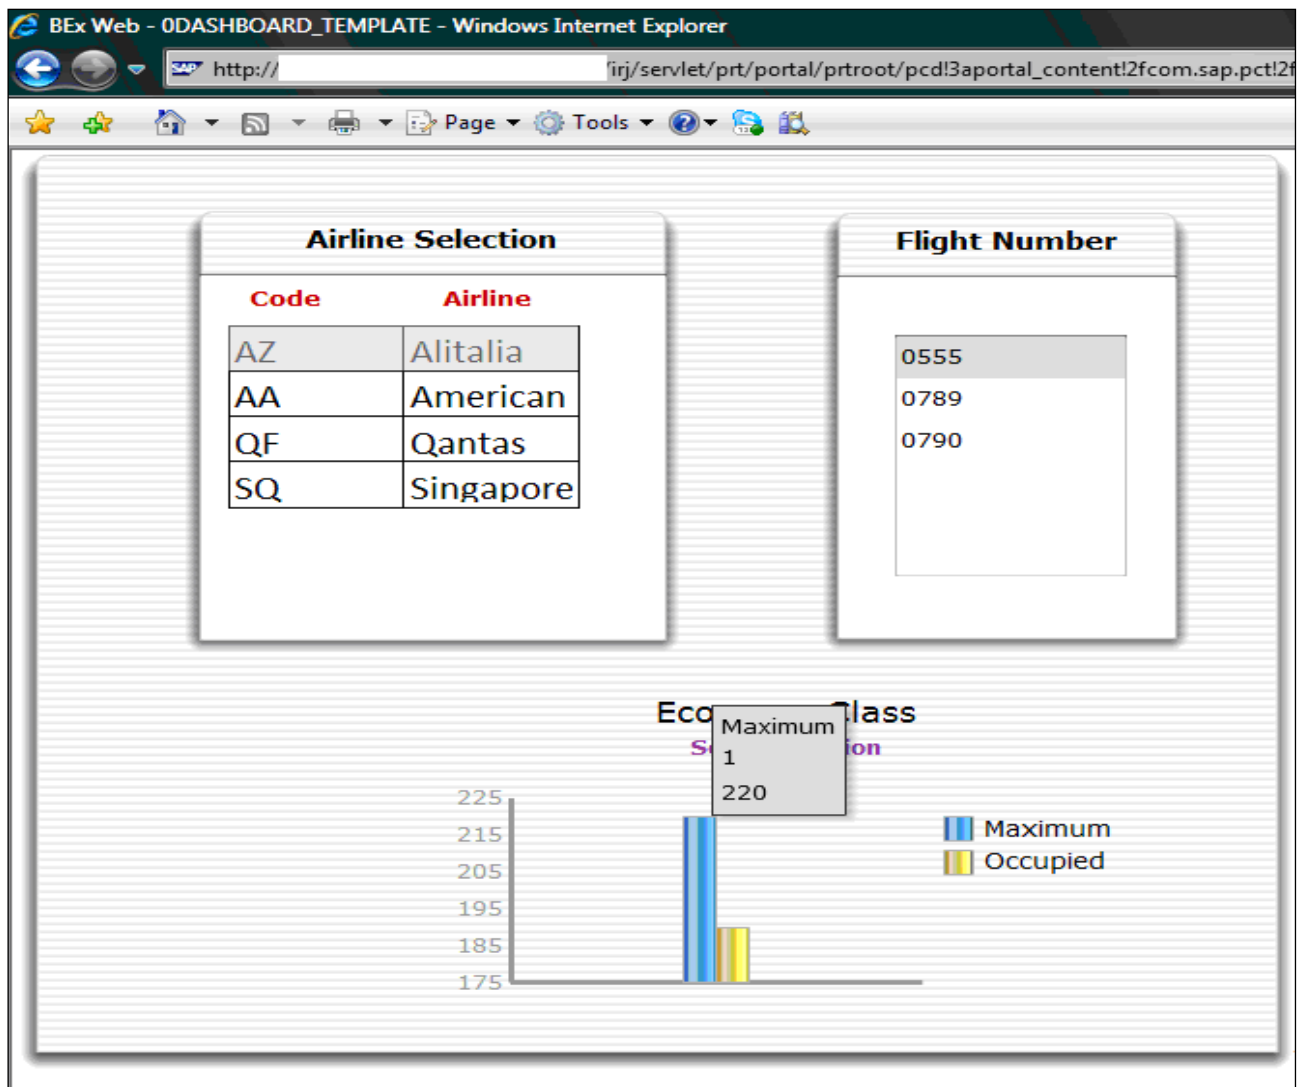 BEx Web - 0DASHBOARD_TEMPLATE - Windows Internet Explorer
SAP http:// /irj/servlet/prt/portal/prtroot/pcd!3aportal_content!2fcom.sap.pct!2f
Page Tools
Airline Selection
Code Airline
AZ Alitalia
AA American
QF Qantas
SQ Singapore
Flight Number
0555
0789
0790
Class
Maximum
1
220
225
215
205
195
185
175
Maximum
Occupied